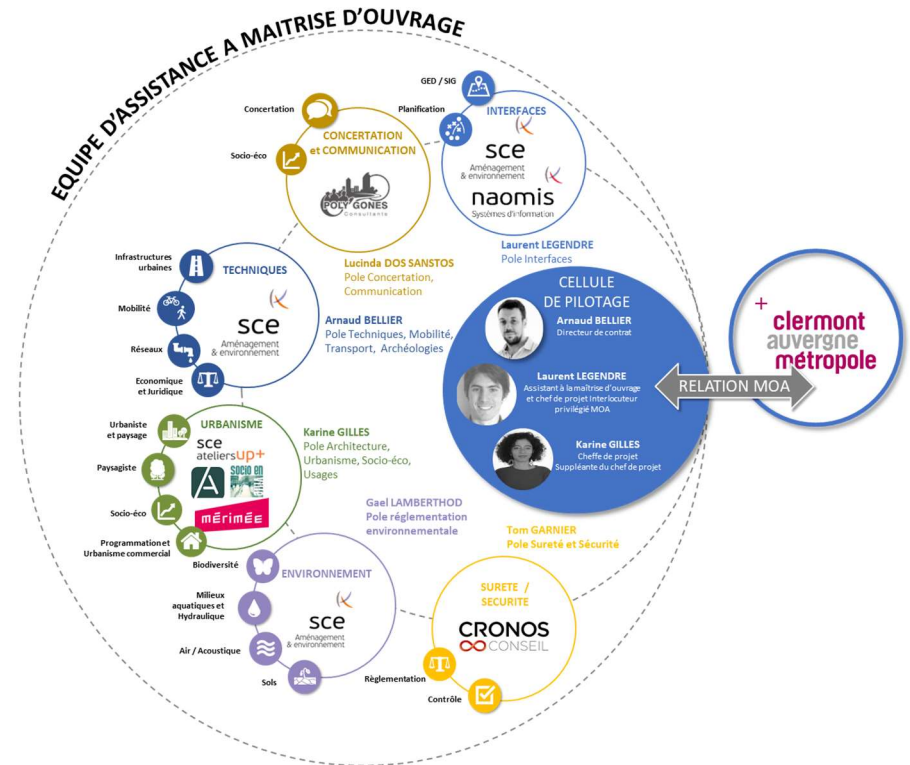 EQUIPE D'ASSISTANCE A MAITRISE D'OUVRAGE
GED / SIG
Planification
INTERFACES
sce
Aménagement
& environnement
naomis
Systèmes d'information
Laurent LEGENDRE
Pole Interfaces
Concertation
Socio-éco
CONCERTATION
et COMMUNICATION
POLYGONES
Consultants
Lucinda DOS SANSTOS
Pole Concertation,
Communication
Infrastructures
urbaines
Mobilité
Réseaux
Economique
et Juridique
TECHNIQUES
sce
Aménagement
& environnement
Arnaud BELLIER
Pole Techniques, Mobilité,
Transport, Archéologies
CELLULE
DE PILOTAGE
Arnaud BELLIER
Directeur de contrat
Laurent LEGENDRE
Assistant à la maîtrise d'ouvrage
et chef de projet Interlocuteur
privilégié MOA
Karine GILLES
Cheffe de projet
Suppléante du chef de projet
RELATION MOA
+
clermont
auvergne
métropole
Urbaniste
et paysage
Paysagiste
Socio-éco
Programmation et
Urbanisme commercial
URBANISME
sce
ateliersup+
A
SOCIO EN
mérimée
Karine GILLES
Pole Architecture,
Urbanisme, Socio-éco,
Usages
Biodiversité
Milieux
aquatiques et
Hydraulique
Air / Acoustique
Sols
ENVIRONNEMENT
sce
Aménagement
& environnement
Gael LAMBERTHOD
Pole réglementation
environnementale
Tom GARNIER
Pole Sureté et Sécurité
SURETE /
SECURITE
CRONOS
CONSEIL
Règlementation
Contrôle